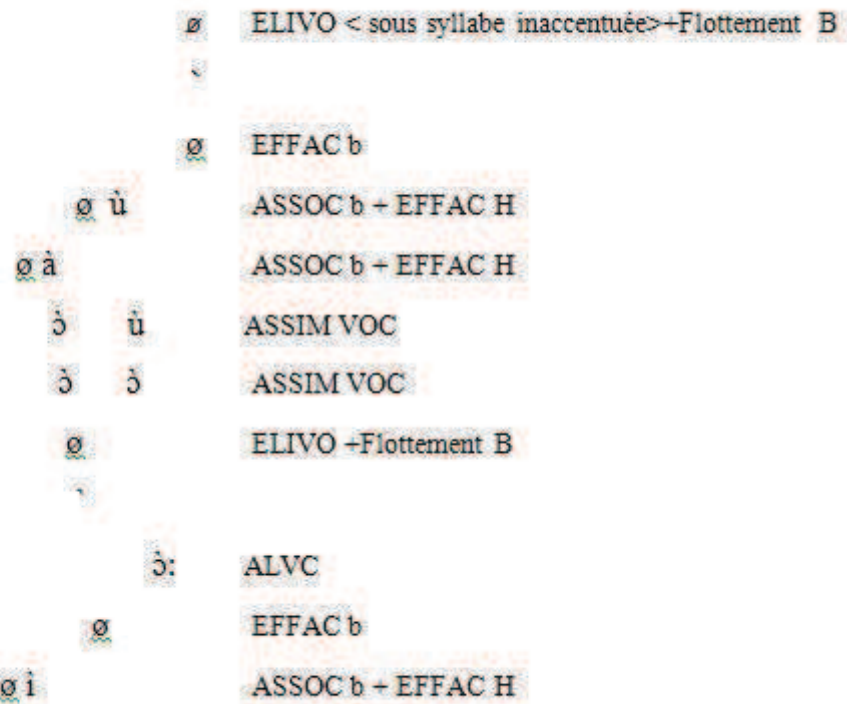 ø ELIVO < sous syllabe inaccentuée>+Flottement B
̀
Ø EFFAC b
ø ù ASSOC b + EFFAC H
ø à ASSOC b + EFFAC H
ɔ̀ ù ASSIM VOC
ɔ̀ ɔ̀ ASSIM VOC
ø ELIVO +Flottement B
̀
ɔ̀: ALVC
ø EFFAC b
ø ì ASSOC b + EFFAC H